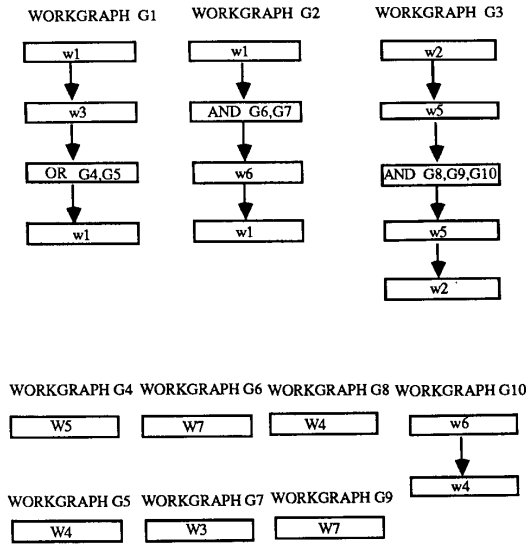 WORKGRAPH G1
WORKGRAPH G2
WORKGRAPH G3
w1
w1
w2
w3
AND G6,G7
w5
OR G4,G5
w6
AND G8,G9,G10
w1
w1
w5
w2
WORKGRAPH G4
WORKGRAPH G6
WORKGRAPH G8
WORKGRAPH G10
W5
W7
W4
w6
w4
WORKGRAPH G5
WORKGRAPH G7
WORKGRAPH G9
W4
W3
W7